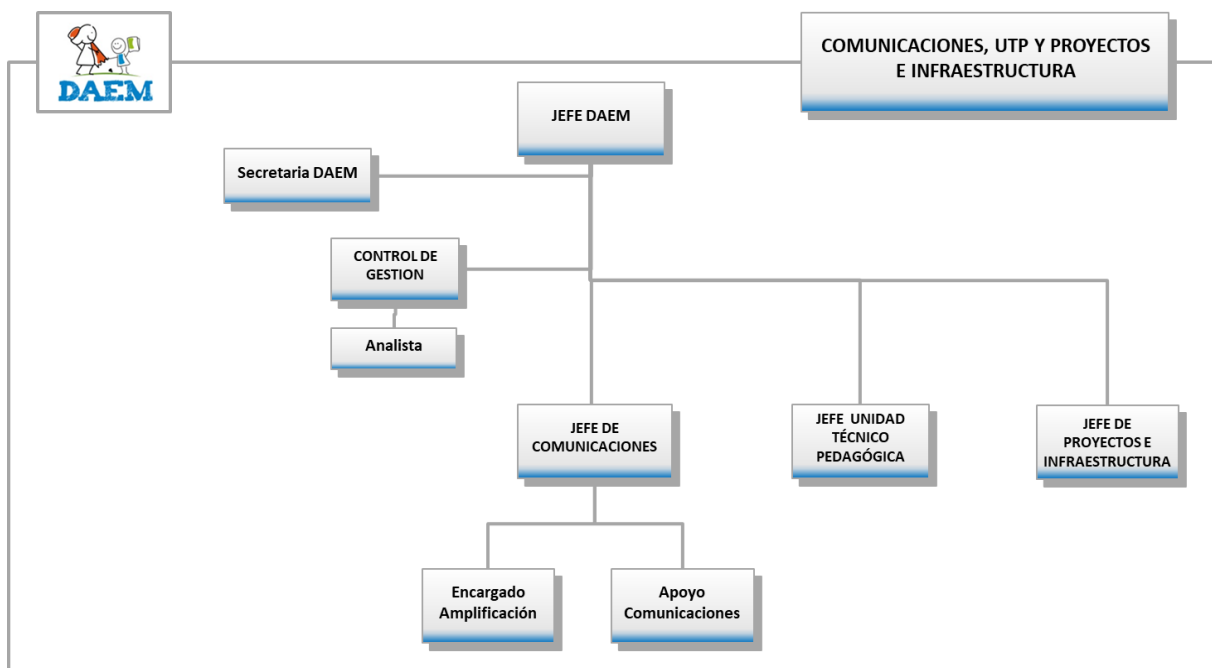 DAEM
COMUNICACIONES, UTP Y PROYECTOS
E INFRAESTRUCTURA
JEFE DAEM
Secretaria DAEM
CONTROL DE
GESTION
Analista
JEFE DE
COMUNICACIONES
JEFE UNIDAD
TÉCNICO
PEDAGÓGICA
JEFE DE
PROYECTOS E
INFRAESTRUCTURA
Encargado
Amplificación
Apoyo
Comunicaciones